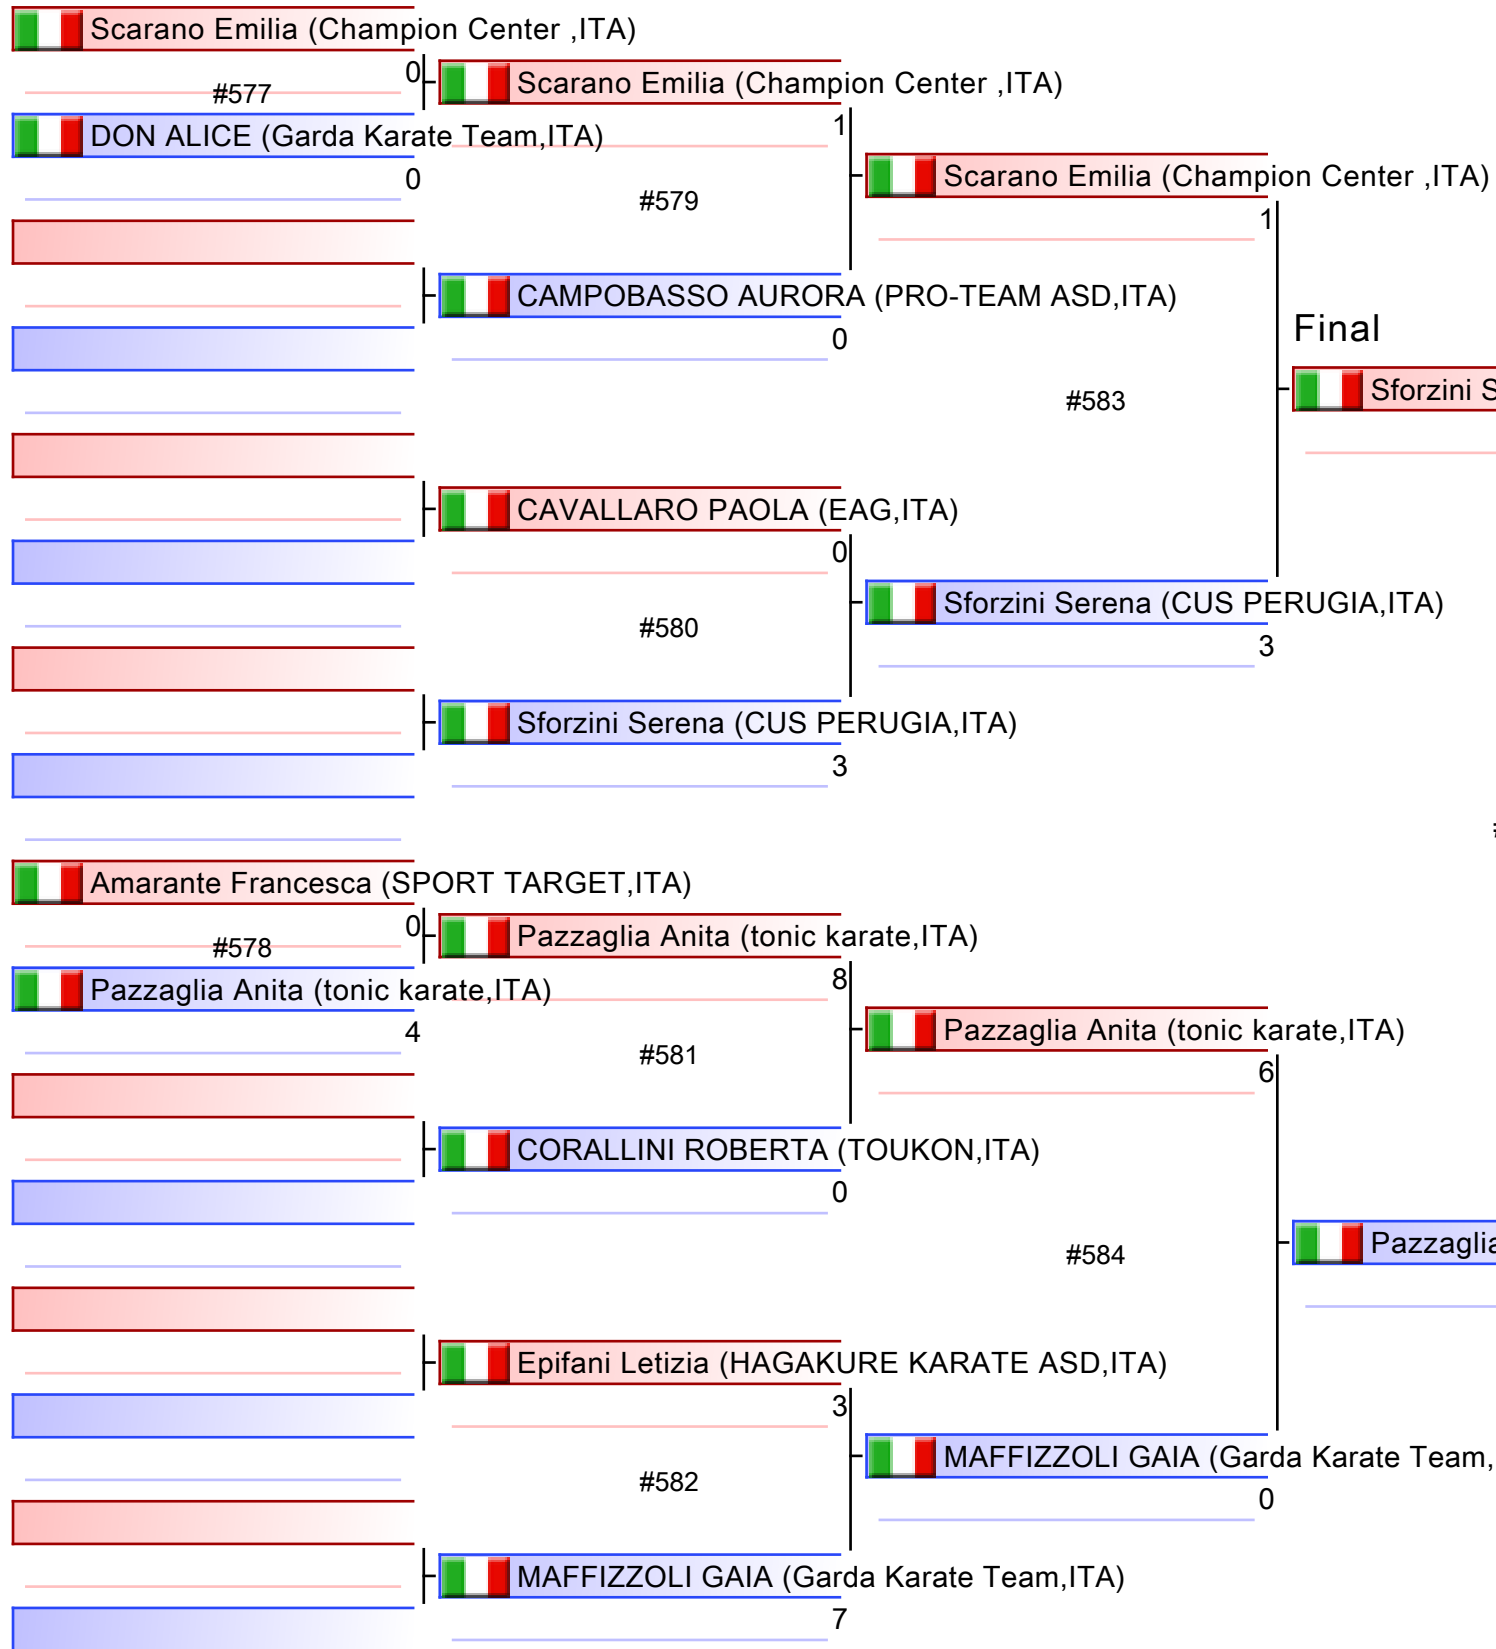 Scarano Emilia (Champion Center ,ITA)
0
#577
DON ALICE (Garda Karate Team,ITA)
0
Scarano Emilia (Champion Center ,ITA)
1
#579
CAMPOBASSO AURORA (PRO-TEAM ASD,ITA)
0
Scarano Emilia (Champion Center ,ITA)
1
#583
Final
Sforzini S
CAVALLARO PAOLA (EAG,ITA)
0
#580
Sforzini Serena (CUS PERUGIA,ITA)
3
Sforzini Serena (CUS PERUGIA,ITA)
3
Amarante Francesca (SPORT TARGET,ITA)
0
#578
Pazzaglia Anita (tonic karate,ITA)
4
Pazzaglia Anita (tonic karate,ITA)
8
#581
CORALLINI ROBERTA (TOUKON,ITA)
0
Pazzaglia Anita (tonic karate,ITA)
6
#584
Pazzaglia
Epifani Letizia (HAGAKURE KARATE ASD,ITA)
3
#582
MAFFIZZOLI GAIA (Garda Karate Team,ITA)
7
MAFFIZZOLI GAIA (Garda Karate Team,
0